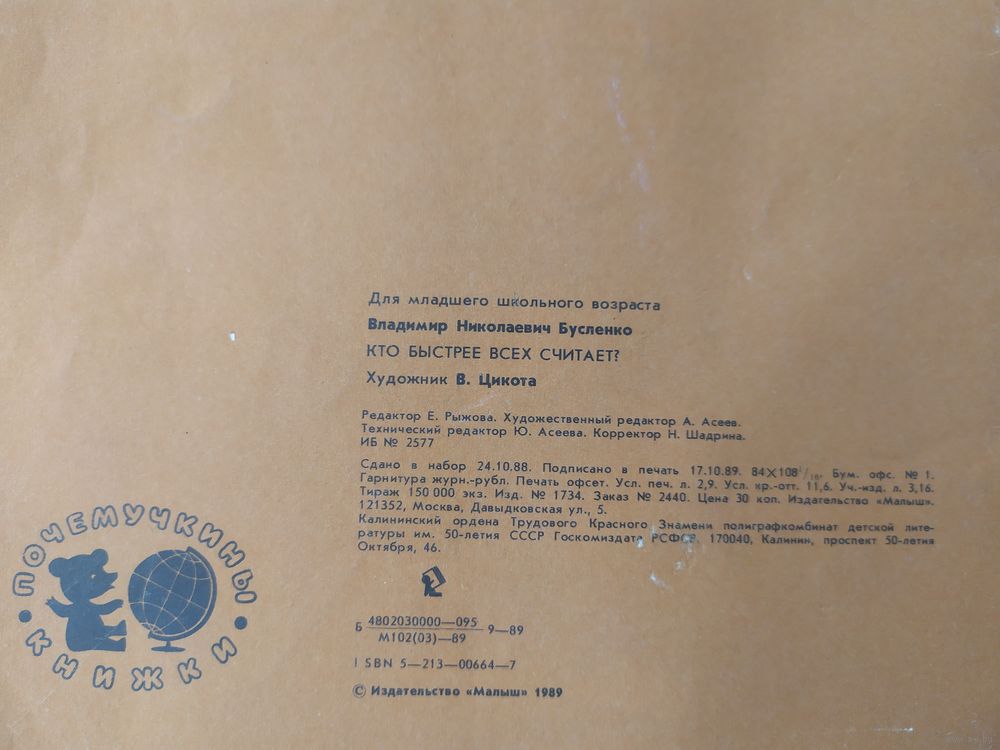 Для младшего школьного возраста
Владимир Николаевич Бусленко
КТО БЫСТРЕЕ ВСЕХ СЧИТАЕТ?
Художник В. Цикота
Редактор Е. Рыжова. Художественный редактор А. Асеев.
Технический редактор Ю. Асеева. Корректор Н. Шадрина.
ИБ № 2577
Сдано в набор 24.10.88. Подписано в печать 17.10.89. 84×108 1/16. Бум. офс. № 1.
Гарнитура журн.-рубл. Печать офсет. Усл. печ. л. 2,9. Усл. кр.-отт. 11,6. Уч.-изд. л. 3,16.
Тираж 150 000 экз. Изд. № 1734. Заказ № 2440. Цена 30 коп. Издательство «Малыш».
121352, Москва, Давыдковская ул., 5.
Калининский ордена Трудового Красного Знамени полиграфкомбинат детской лите-
ратуры им. 50-летия СССР Госкомиздата РСФСР. 170040, Калинин, проспект 50-летия
Октября, 46.
ПОЧЕМУЧКИНЫ
КНИЖКИ
Б 4802030000—095 9—89
М102(03)—89
ISBN 5—213—00664—7
© Издательство «Малыш» 1989